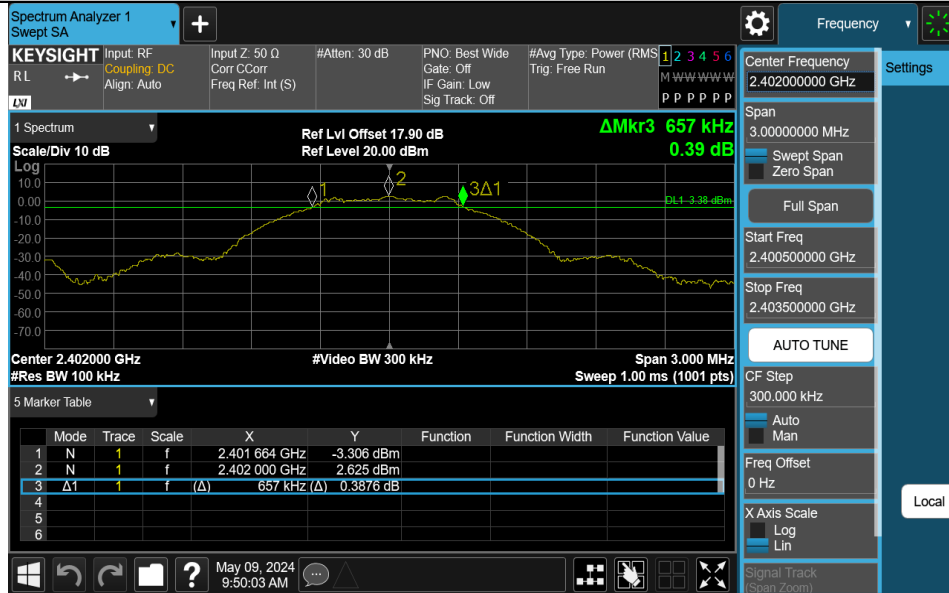 Spectrum Analyzer 1
Swept SA
+
Frequency
KEYSIGHT
RL
LXI
Input: RF
Coupling: DC
Align: Auto
Input Z: 50 Ω
Corr CCorr
Freq Ref: Int (S)
#Atten: 30 dB
PNO: Best Wide
Gate: Off
IF Gain: Low
Sig Track: Off
#Avg Type: Power (RMS
Trig: Free Run
1 2 3 4 5 6
M W W W W W
P P P P P P
Center Frequency
2.402000000 GHz
Settings
Span
3.00000000 MHz
Swept Span
Zero Span
Full Span
Start Freq
2.400500000 GHz
Stop Freq
2.403500000 GHz
AUTO TUNE
CF Step
300.000 kHz
Auto
Man
Freq Offset
0 Hz
X Axis Scale
Log
Lin
Local
Signal Track
(Span Zoom)
1 Spectrum
Scale/Div 10 dB
Ref Lvl Offset 17.90 dB
Ref Level 20.00 dBm
ΔMkr3 657 kHz
0.39 dB
Log
10.0
0.00
-10.0
-20.0
-30.0
-40.0
-50.0
-60.0
-70.0
1
2
3Δ1
DL1 -3.38 dBm
Center 2.402000 GHz
#Video BW 300 kHz
Span 3.000 MHz
#Res BW 100 kHz
Sweep 1.00 ms (1001 pts)
5 Marker Table
Mode Trace Scale X Y Function Function Width Function Value
1 N 1 f 2.401 664 GHz -3.306 dBm
2 N 1 f 2.402 000 GHz 2.625 dBm
3 Δ1 1 f (Δ) 657 kHz (Δ) 0.3876 dB
4
5
6
?
May 09, 2024
9:50:03 AM